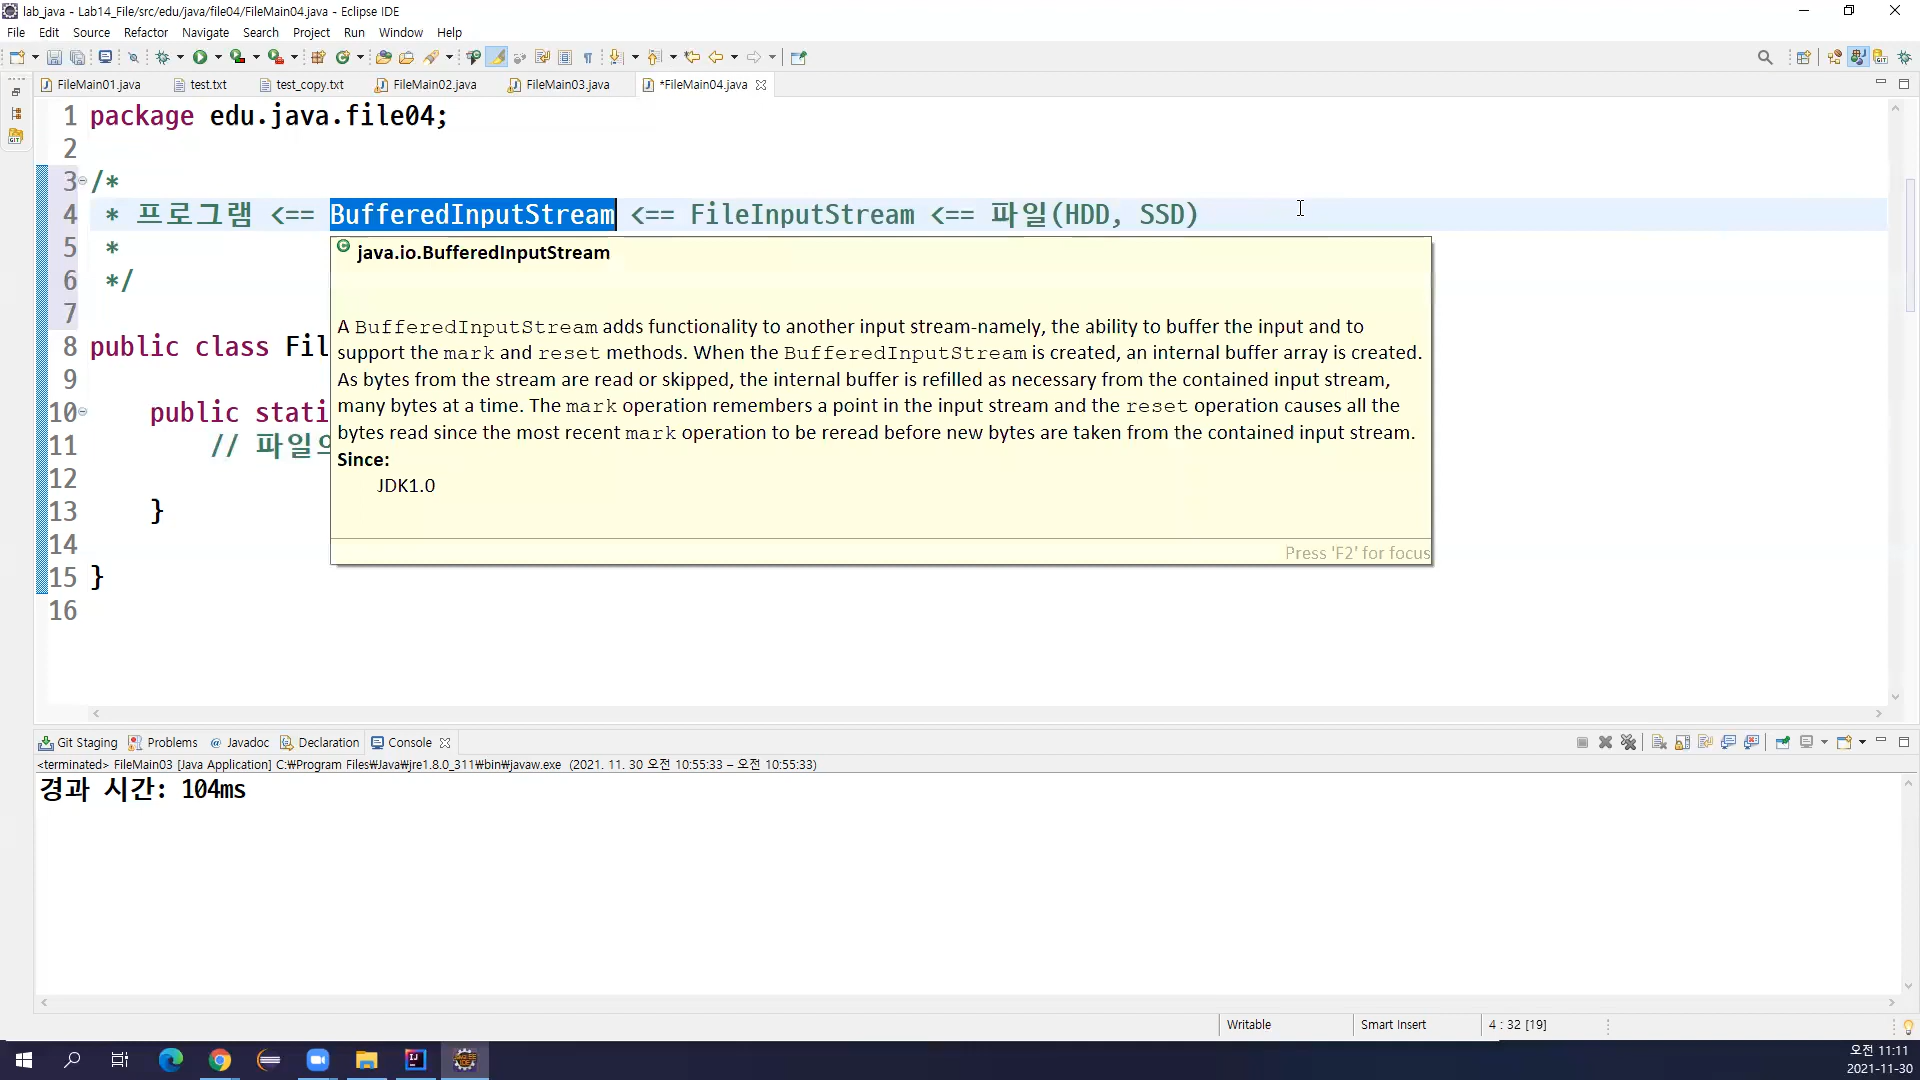 lab_java - Lab14_File/src/edu/java/file04/FileMain04.java - Eclipse IDE
File Edit Source Refactor Navigate Search Project Run Window Help
FileMain01.java test.txt test_copy.txt FileMain02.java FileMain03.java *FileMain04.java
1 package edu.java.file04;
2
3 /*
4 * 프로그램 <== BufferedInputStream <== FileInputStream <== 파일(HDD, SSD)
5 *
6 */
7
8 public class Fil
9
10 public stati
11 // 파일으
12
13 }
14
15 }
16
java.io.BufferedInputStream
A BufferedInputStream adds functionality to another input stream-namely, the ability to buffer the input and to
support the mark and reset methods. When the BufferedInputStream is created, an internal buffer array is created.
As bytes from the stream are read or skipped, the internal buffer is refilled as necessary from the contained input stream,
many bytes at a time. The mark operation remembers a point in the input stream and the reset operation causes all the
bytes read since the most recent mark operation to be reread before new bytes are taken from the contained input stream.
Since:
JDK1.0
Press 'F2' for focus
Git Staging Problems Javadoc Declaration Console
<terminated> FileMain03 [Java Application] C:₩Program Files₩Java₩jre1.8.0_311₩bin₩javaw.exe (2021. 11. 30 오전 10:55:33 – 오전 10:55:33)
경과 시간: 104ms
Writable Smart Insert 4 : 32 [19]
오전 11:11
2021-11-30